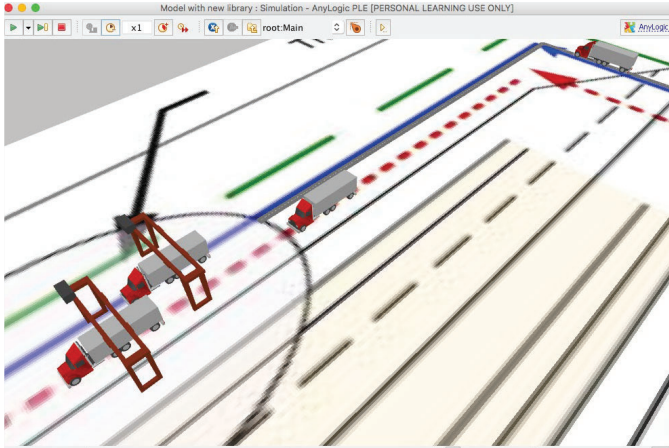 Model with new library : Simulation - AnyLogic PLE [PERSONAL LEARNING USE ONLY]
x1
root:Main
AnyLogic